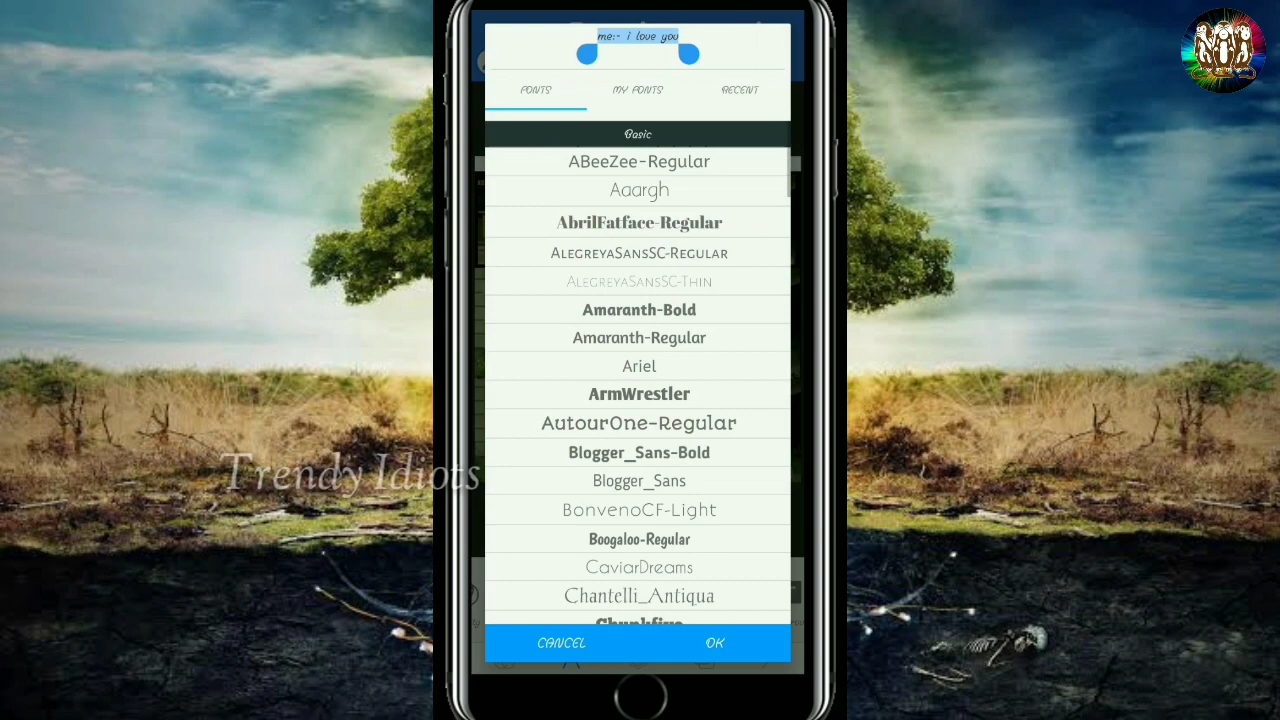 me:- i love you
FONTS MY FONTS RECENT
Basic
ABeeZee-Regular
Aaargh
AbrilFatface-Regular
AlegreyaSansSC-Regular
AlegreyaSansSC-Thin
Amaranth-Bold
Amaranth-Regular
Ariel
ArmWrestler
AutourOne-Regular
Blogger_Sans-Bold
Trendy Idiots
Blogger_Sans
BonvenoCF-Light
Boogaloo-Regular
CaviarDreams
Chantelli_Antiqua
Chunkfive
CANCEL OK